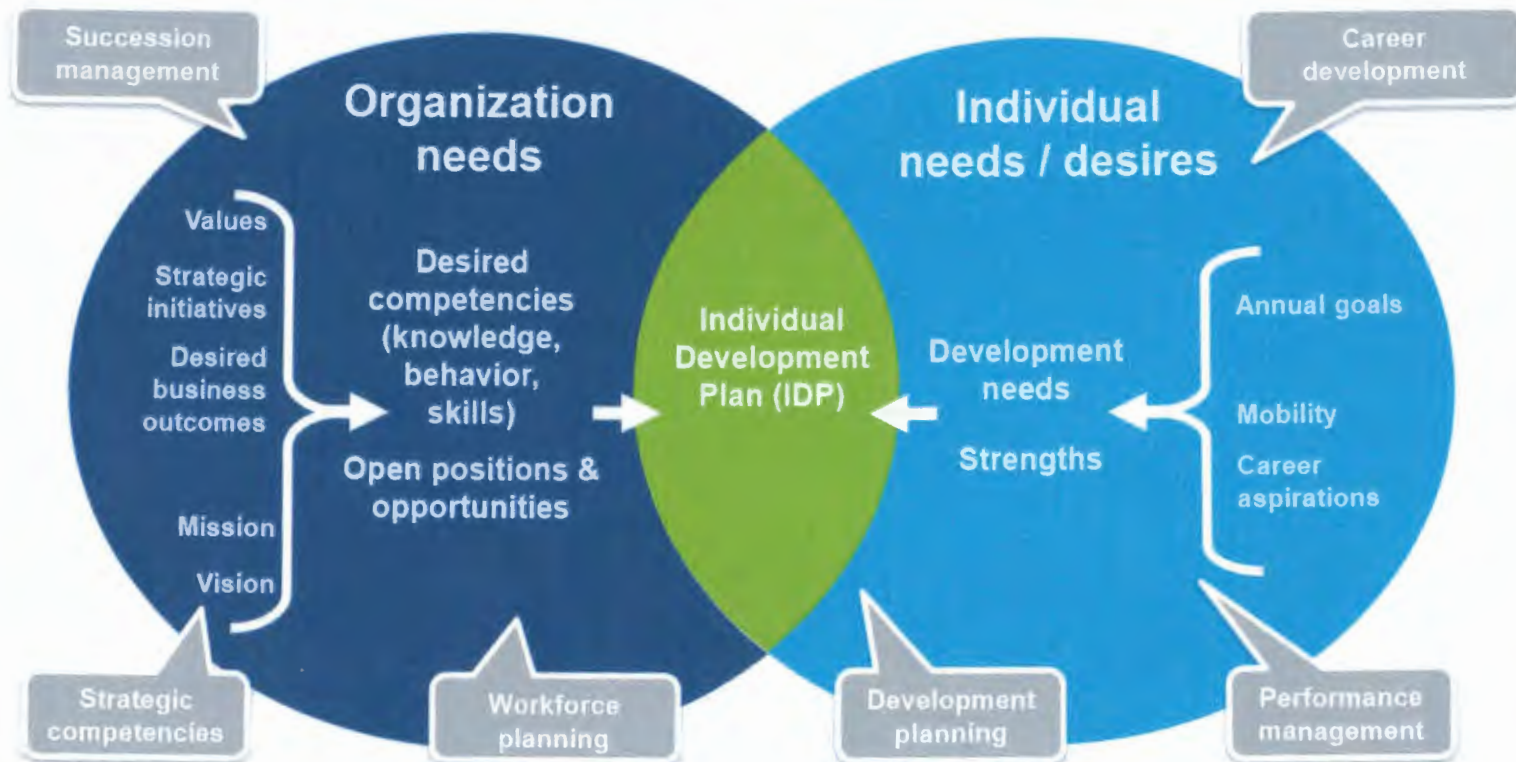 Succession
management
Career
development
Organization
needs
Individual
needs / desires
Values
Strategic
initiatives
Desired
business
outcomes
Mission
Vision
Desired
competencies
(knowledge,
behavior,
skills)
Open positions &
opportunities
Individual
Development
Plan (IDP)
Development
needs
Strengths
Annual goals
Mobility
Career
aspirations
Strategic
competencies
Workforce
planning
Development
planning
Performance
management